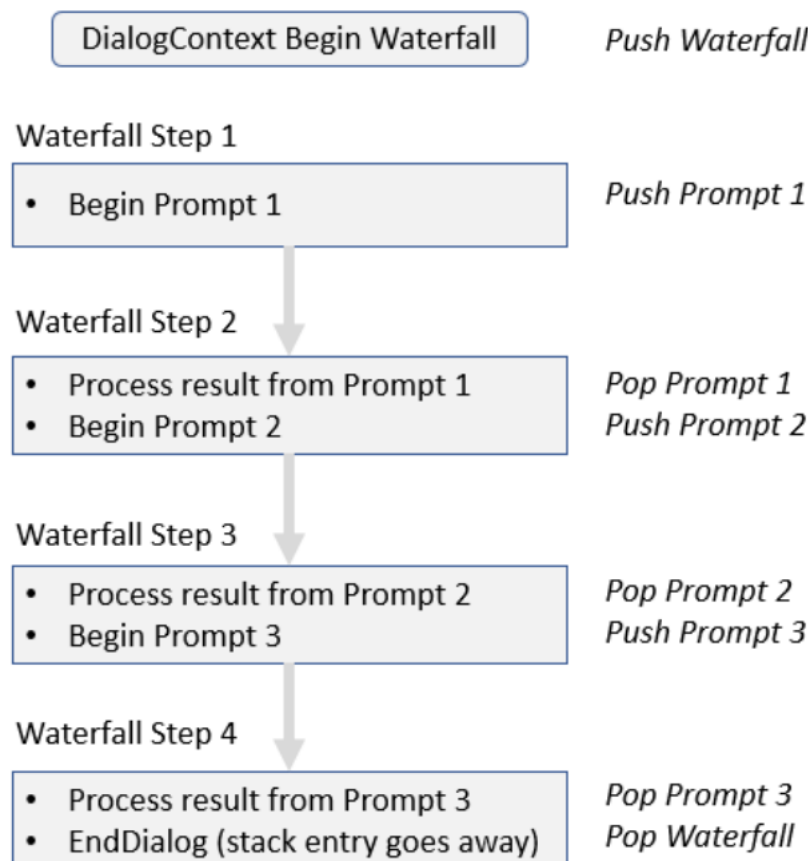 DialogContext Begin Waterfall
Push Waterfall
Waterfall Step 1
• Begin Prompt 1
Push Prompt 1
Waterfall Step 2
• Process result from Prompt 1
Pop Prompt 1
• Begin Prompt 2
Push Prompt 2
Waterfall Step 3
• Process result from Prompt 2
Pop Prompt 2
• Begin Prompt 3
Push Prompt 3
Waterfall Step 4
• Process result from Prompt 3
Pop Prompt 3
• EndDialog (stack entry goes away)
Pop Waterfall